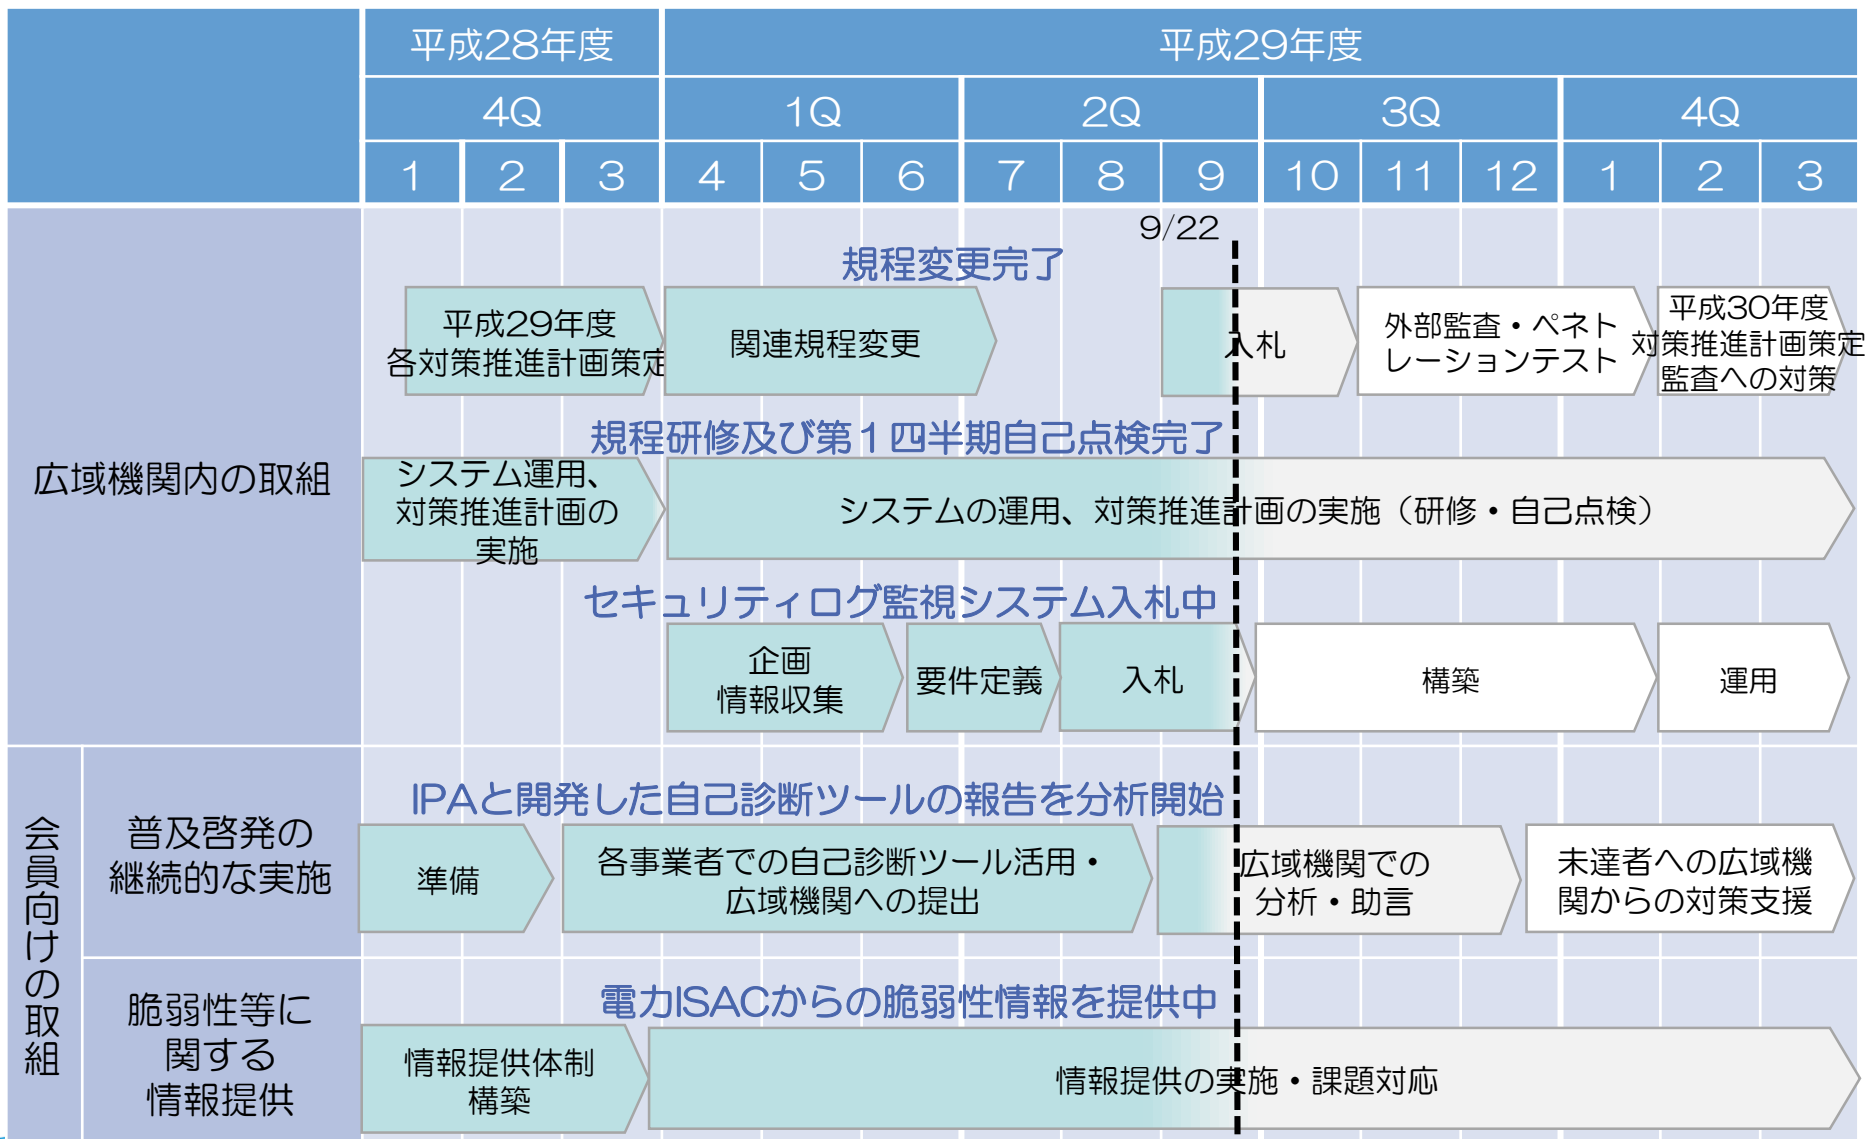 平成28年度
平成29年度
4Q
1Q
2Q
3Q
4Q
1
2
3
4
5
6
7
8
9
10
11
12
1
2
3
9/22
広域機関内の取組
規程変更完了
平成29年度
各対策推進計画策定
関連規程変更
入札
外部監査・ペネト
レーションテスト
平成30年度
対策推進計画策定
監査への対策
規程研修及び第１四半期自己点検完了
システム運用、
対策推進計画の
実施
システムの運用、対策推進計画の実施（研修・自己点検）
セキュリティログ監視システム入札中
企画
情報収集
要件定義
入札
構築
運用
会員向けの取組
普及啓発の
継続的な実施
IPAと開発した自己診断ツールの報告を分析開始
準備
各事業者での自己診断ツール活用・
広域機関への提出
広域機関での
分析・助言
未達者への広域機
関からの対策支援
脆弱性等に
関する
情報提供
電力ISACからの脆弱性情報を提供中
情報提供体制
構築
情報提供の実施・課題対応